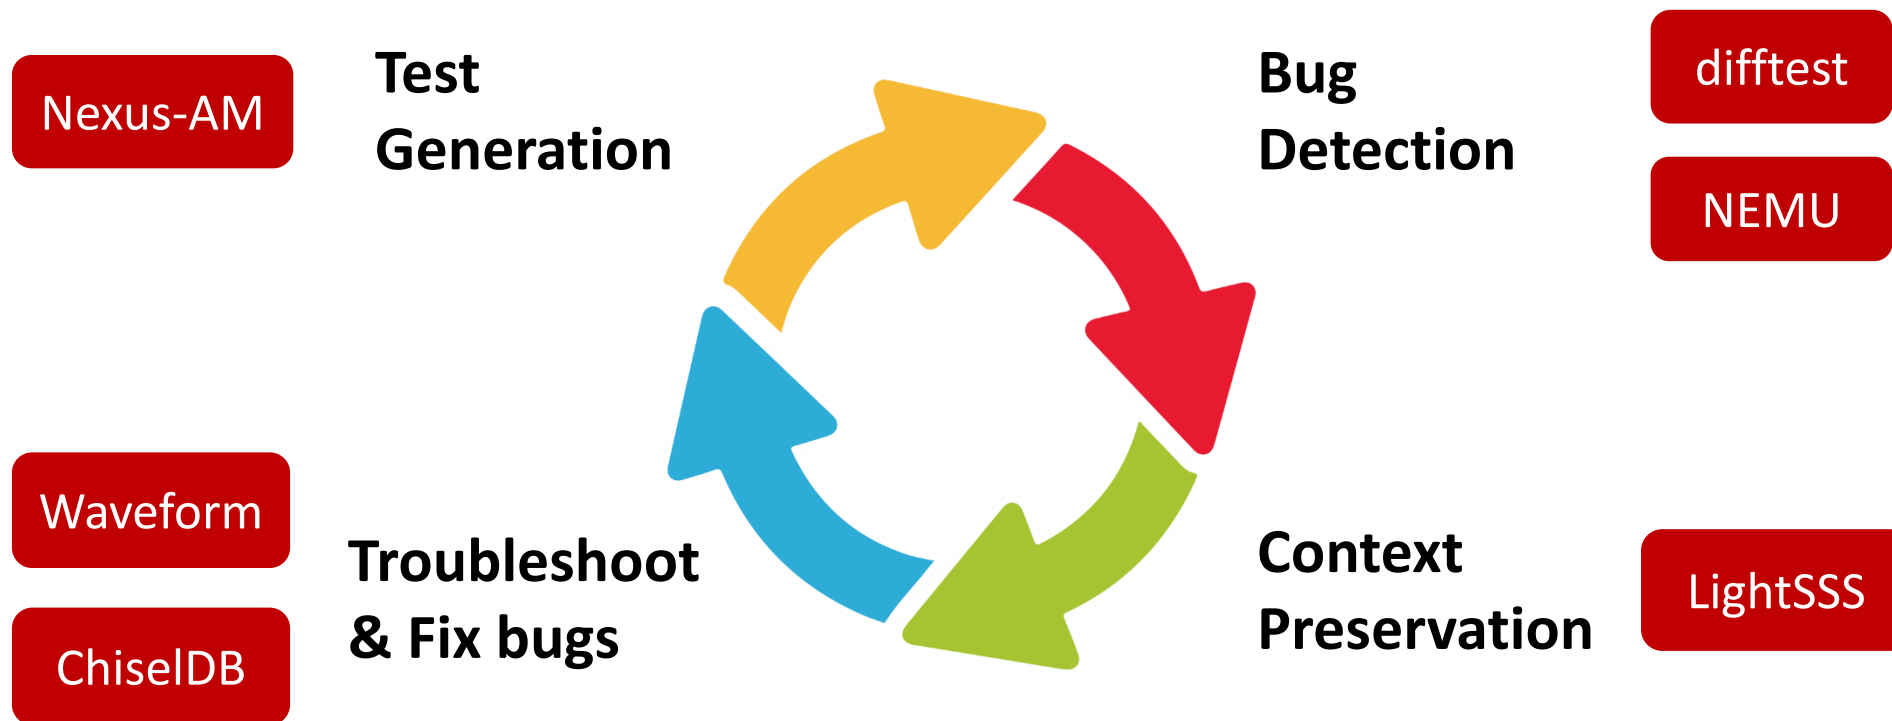 Nexus-AM
Test
Generation
Bug
Detection
difftest
NEMU
Waveform
ChiselDB
Troubleshoot
& Fix bugs
Context
Preservation
LightSSS